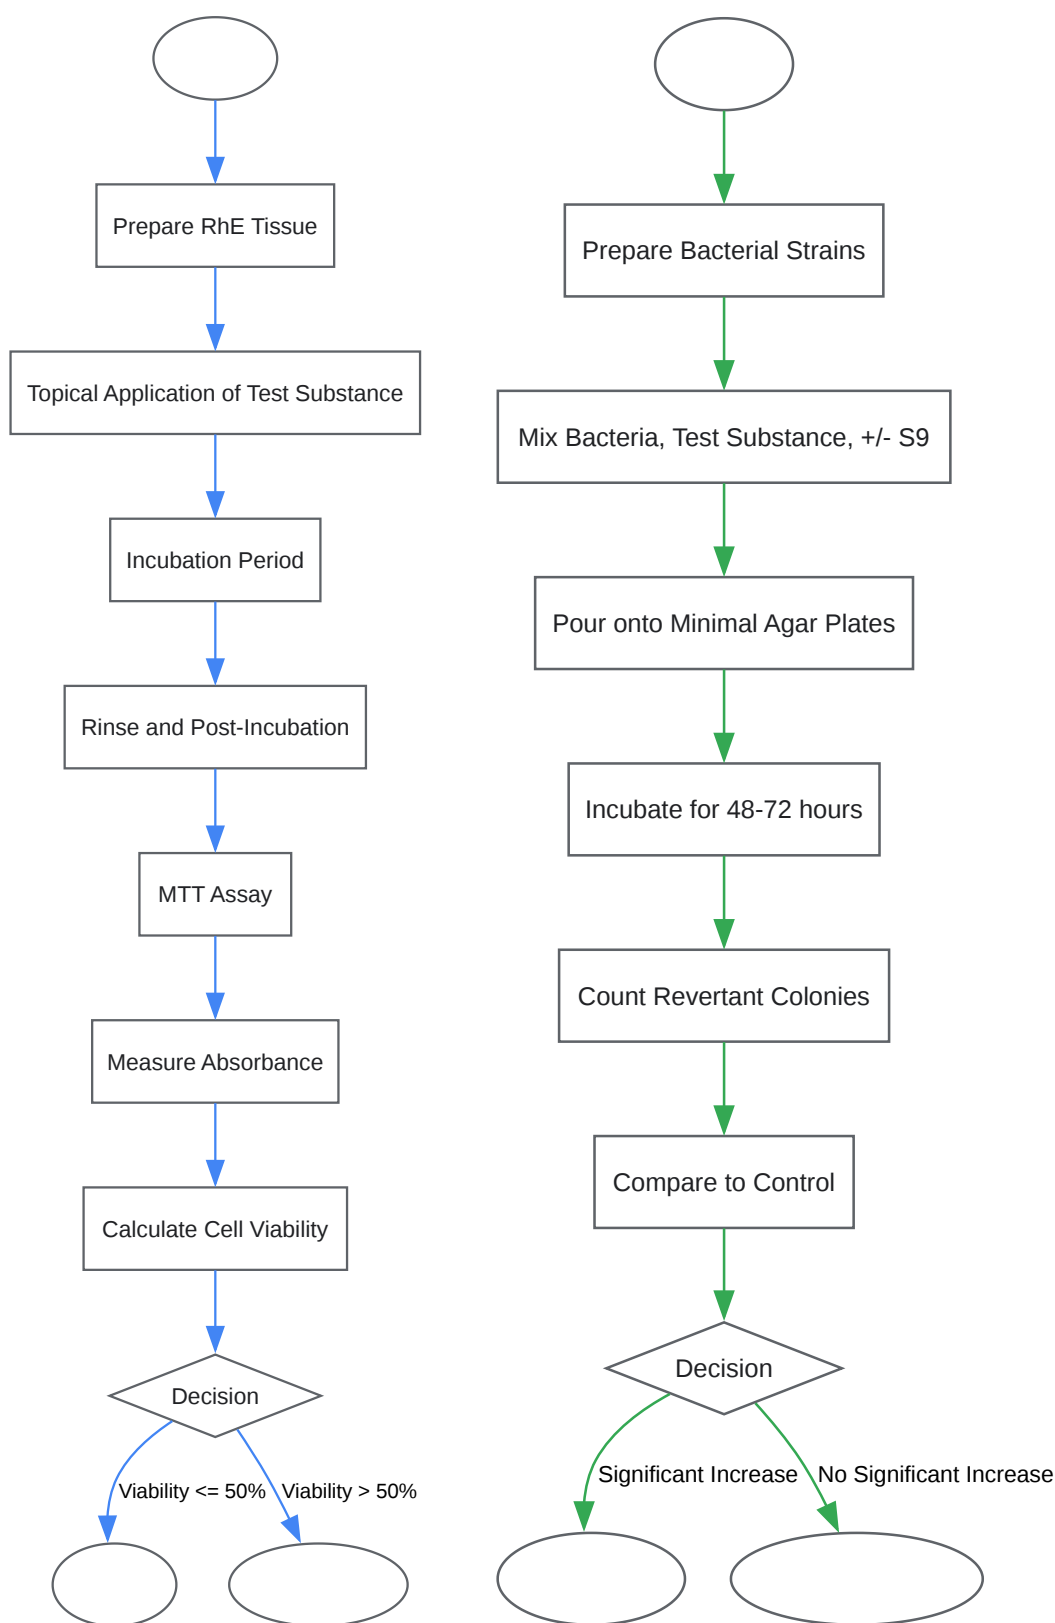 Prepare RhE Tissue
Topical Application of Test Substance
Incubation Period
Rinse and Post-Incubation
MTT Assay
Measure Absorbance
Calculate Cell Viability
Decision
Viability <= 50%
Viability > 50%
Prepare Bacterial Strains
Mix Bacteria, Test Substance, +/- S9
Pour onto Minimal Agar Plates
Incubate for 48-72 hours
Count Revertant Colonies
Compare to Control
Decision
Significant Increase
No Significant Increase